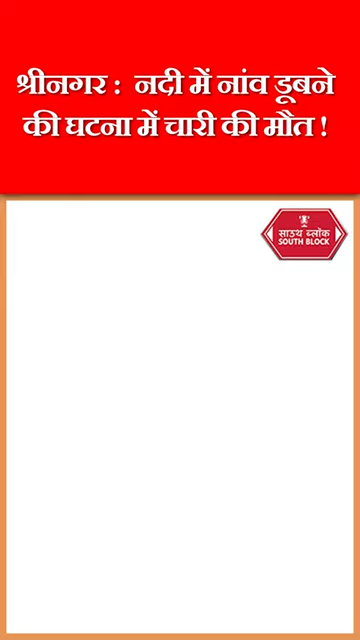 श्रीनगर : नदी में नांव डूबने
की घटना में चारी की मौत !
साउथ ब्लॉक
SOUTH BLOCK